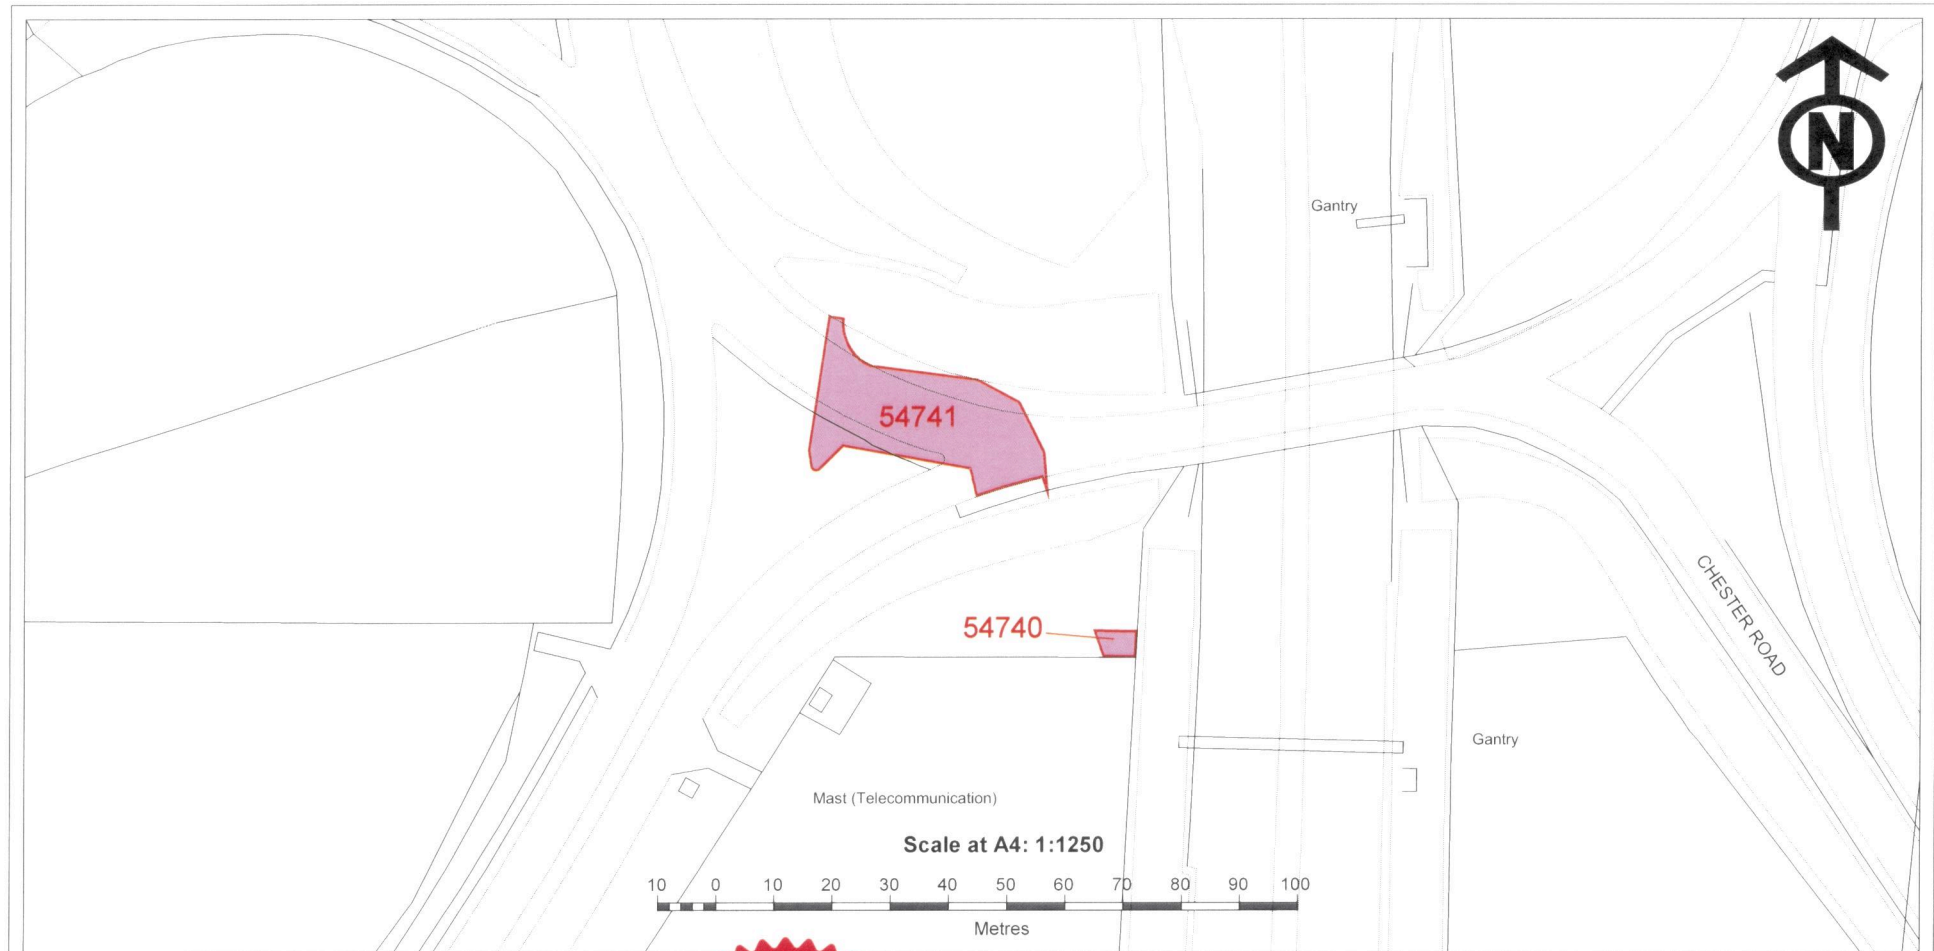 N
Gantry
54741
54740
CHESTER ROAD
Gantry
Mast (Telecommunication)
Scale at A4: 1:1250
10 0 10 20 30 40 50 60 70 80 90 100
Metres